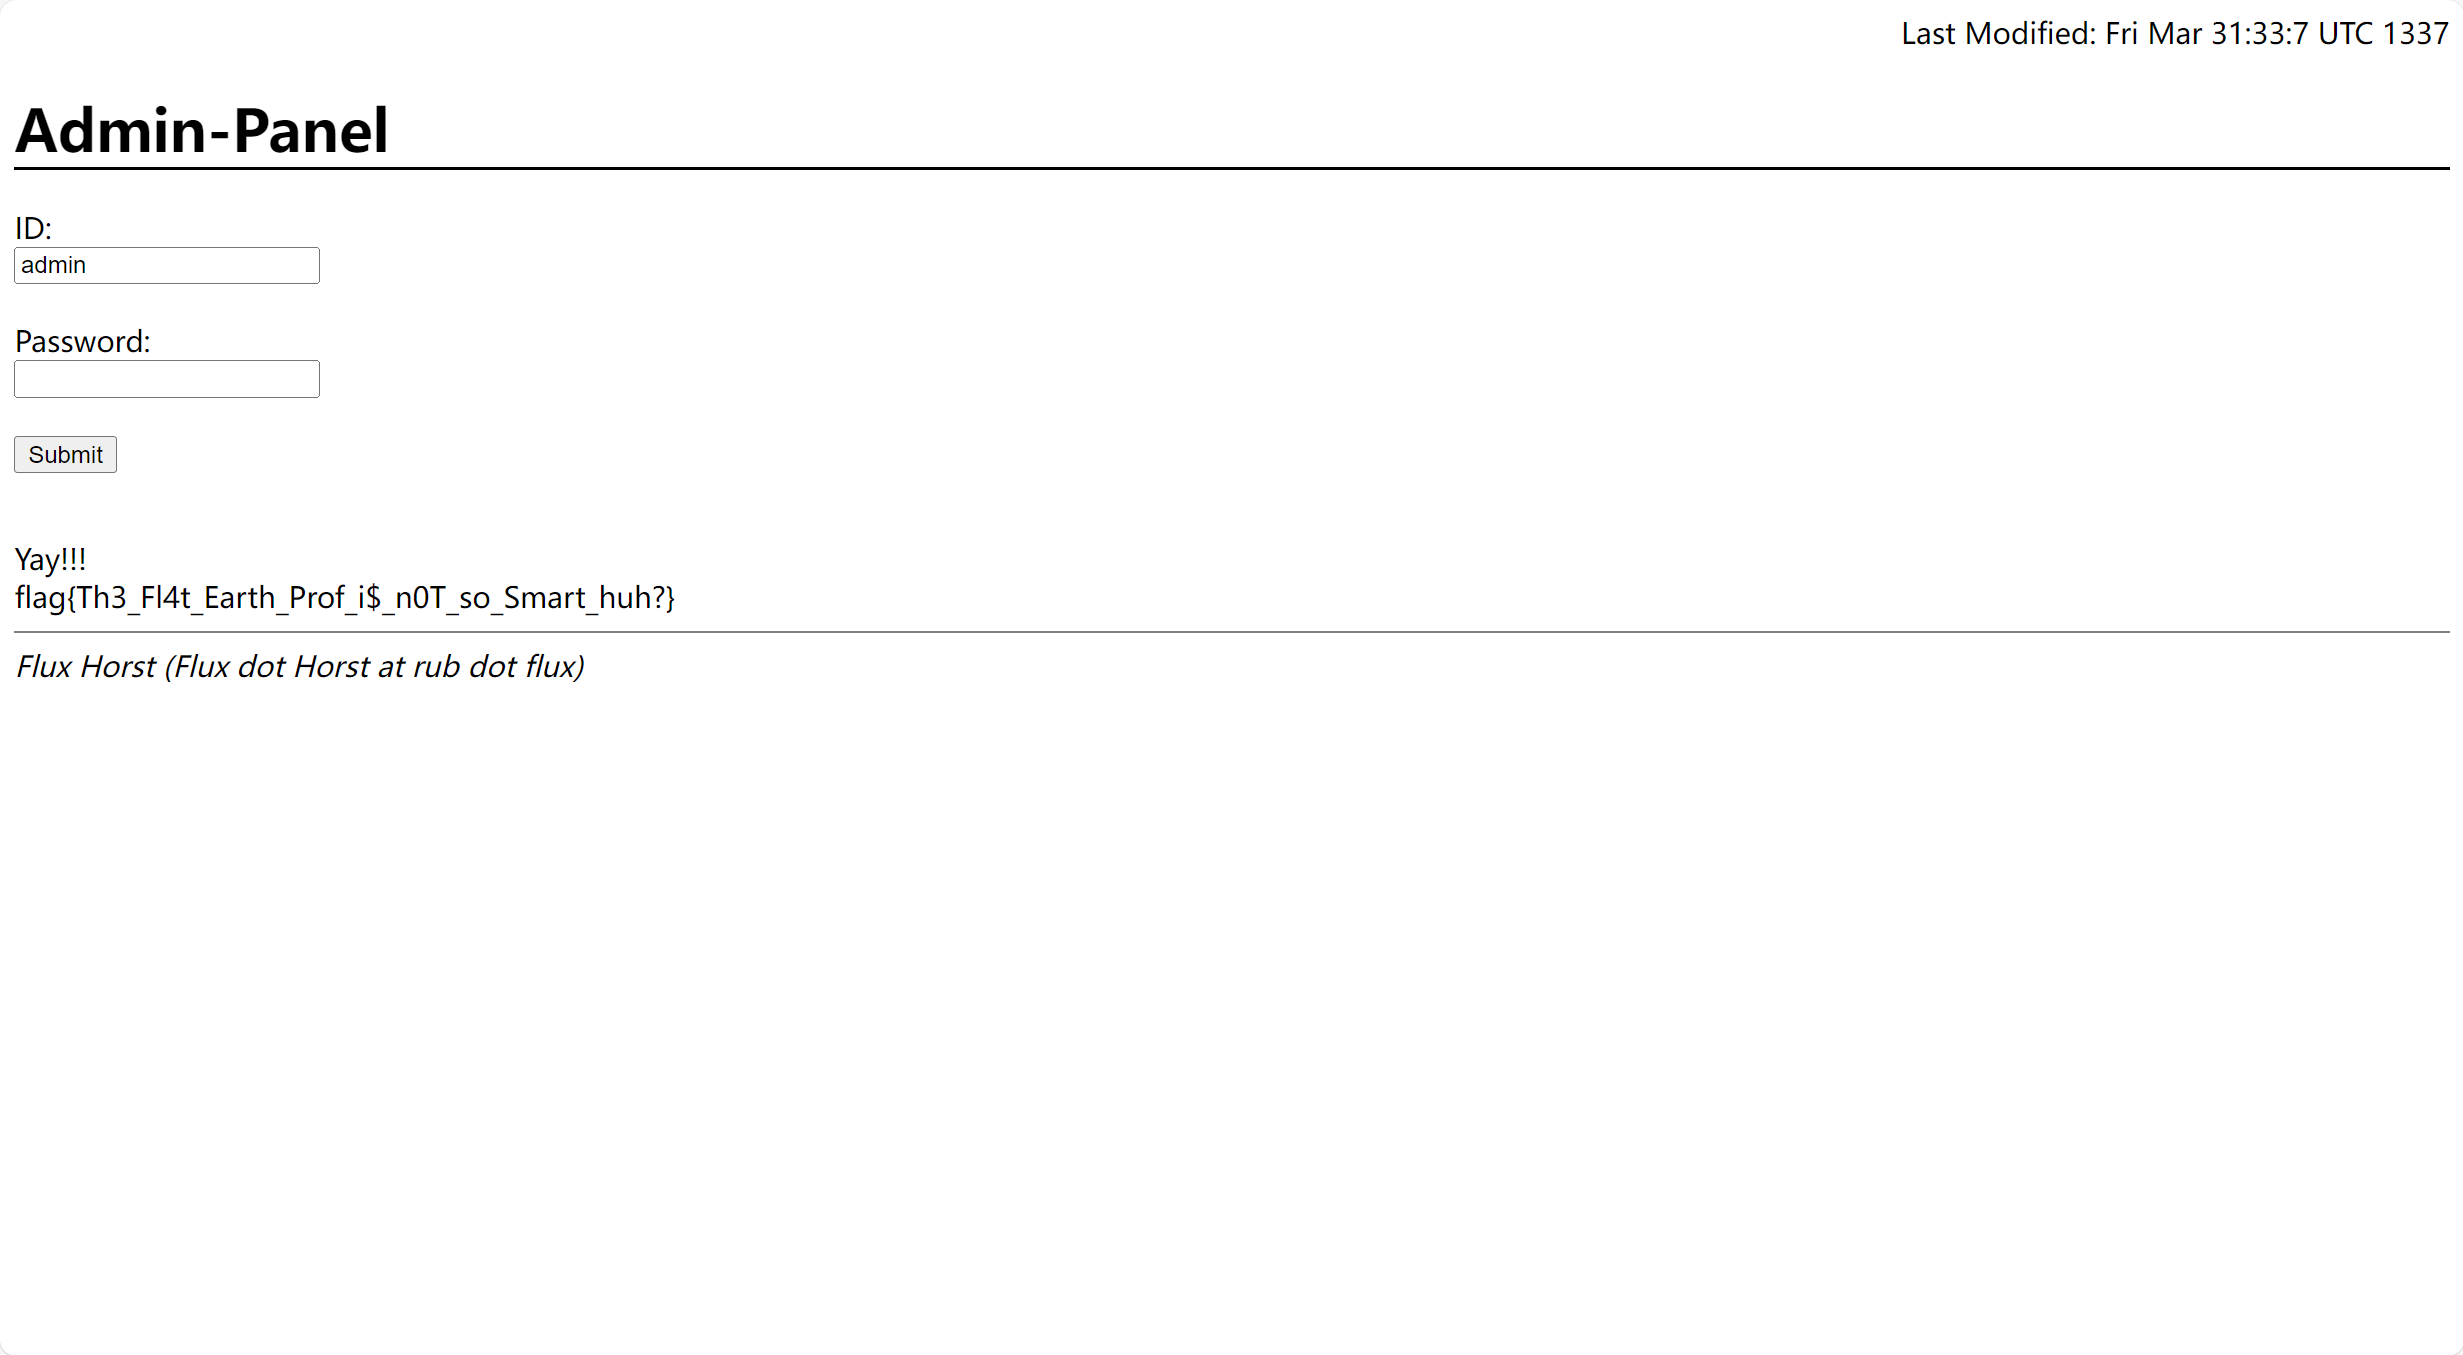 Last Modified: Fri Mar 31:33:7 UTC 1337
Admin-Panel
ID:
admin
Password:
Submit
Yay!!!
flag{Th3_Fl4t_Earth_Prof_i$_n0T_so_Smart_huh?}
Flux Horst (Flux dot Horst at rub dot flux)